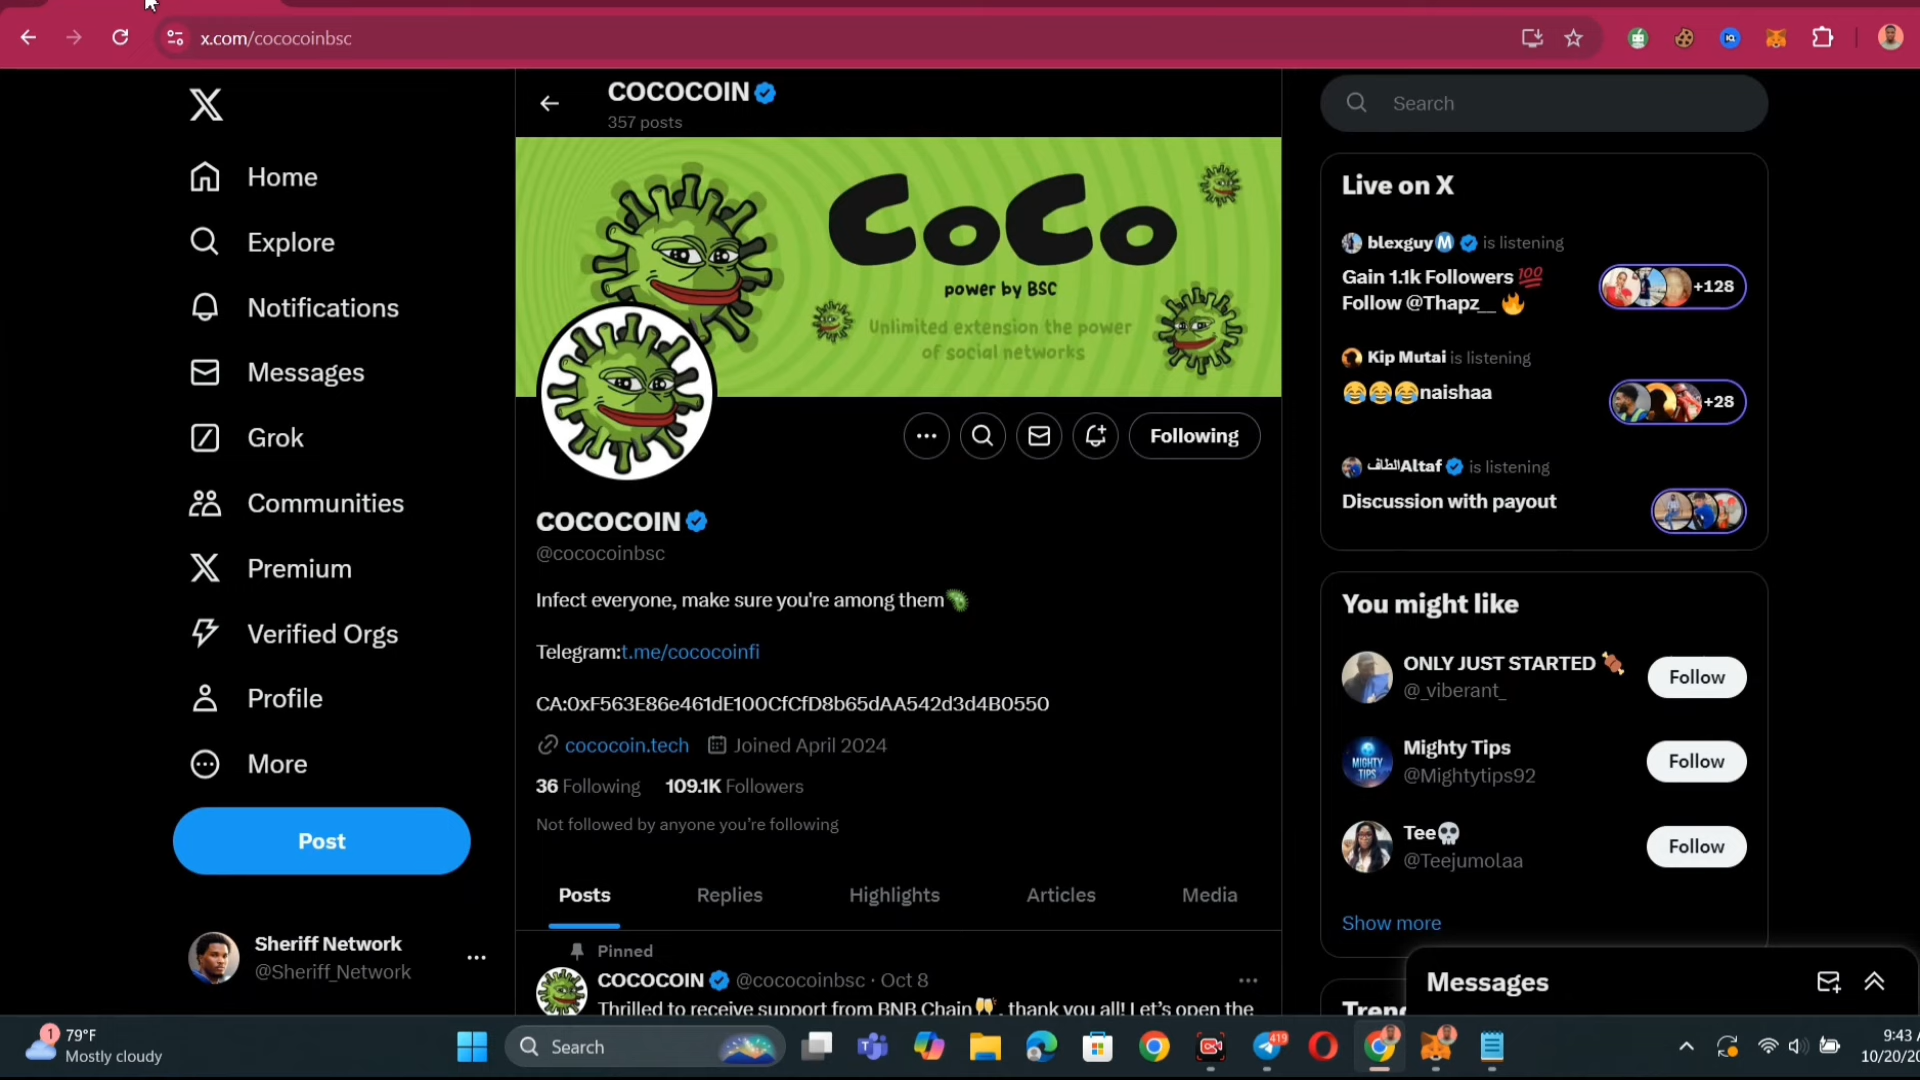 x.com/cococoinbsc
COCOCOIN
357 posts
Search
Home
Explore
Notifications
Messages
Grok
Communities
Premium
Verified Orgs
Profile
More
Post
Sheriff Network
@Sheriff_Network
CoCo
power by BSC
Unlimited extension the power
of social networks
Following
COCOCOIN
@cococoinbsc
Infect everyone, make sure you're among them
Telegram:t.me/cococoinfi
CA:0xF563E86e461dE100CfCfD8b65dAA542d3d4B0550
cococoin.tech Joined April 2024
36 Following 109.1K Followers
Not followed by anyone you're following
Posts Replies Highlights Articles Media
Pinned
COCOCOIN @cococoinbsc · Oct 8
Thrilled to receive support from BNB Chain🥂, thank you all! Let's open the
Live on X
blexguyⓂ is listening
Gain 1.1k Followers 💯
Follow @Thapz__ 🔥
+128
Kip Mutai is listening
😂😂😂naishaa
+28
الطافAltaf is listening
Discussion with payout
You might like
ONLY JUST STARTED 🍖
@_viberant_
Follow
Mighty Tips
@Mightytips92
Follow
MIGHTY
TIPS
Tee💀
@Teejumolaa
Follow
Show more
Messages
1
79°F
Mostly cloudy
Search
419
9:43